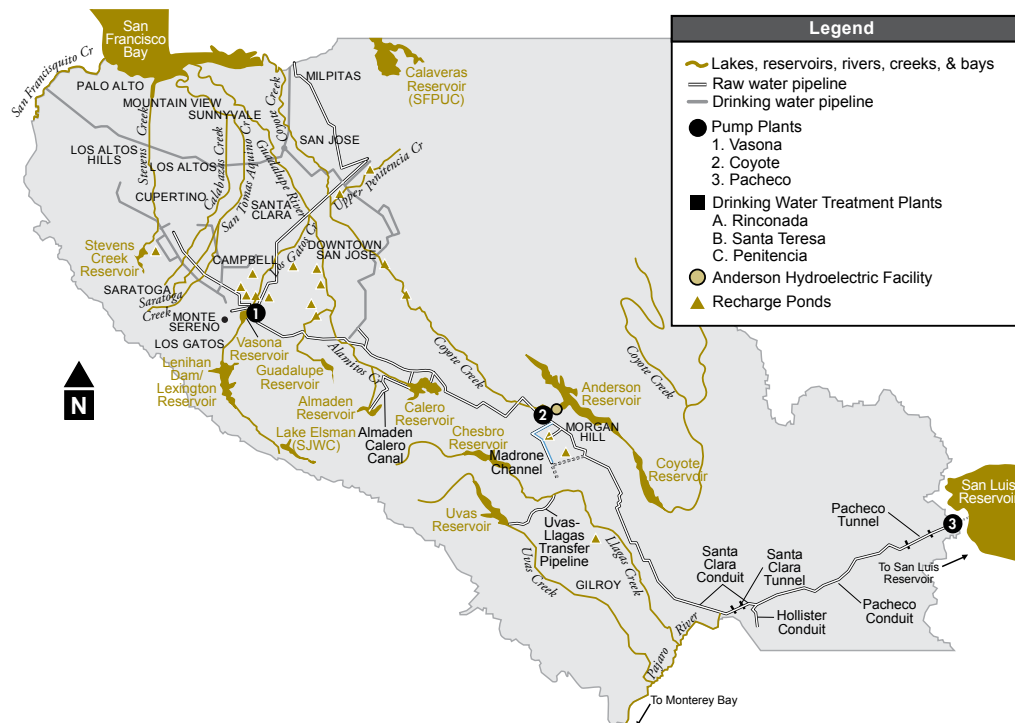 San
Francisco
Bay
San Francisquito Cr
PALO ALTO
MOUNTAIN VIEW
SUNNYVALE
MILPITAS
Calaveras
Reservoir
(SFPUC)
Coyote Creek
Stevens Creek
LOS ALTOS
HILLS
LOS ALTOS
Calabazas Creek
San Tomas Aquino Cr
Guadalupe River
SAN JOSE
Upper Penitencia Cr
CUPERTINO
SANTA
CLARA
Stevens
Creek
Reservoir
CAMPBELL
Los Gatos Cr
DOWNTOWN
SAN JOSE
SARATOGA
Saratoga
Creek
MONTE
SERENO
LOS GATOS
1
Vasona
Reservoir
Lenihan
Dam/
Lexington
Reservoir
Guadalupe
Reservoir
Alamitos Cr
Coyote Creek
Almaden
Reservoir
Calero
Reservoir
Lake Elsman
(SJWC)
Almaden
Calero
Canal
Chesbro
Reservoir
2
Anderson
Reservoir
MORGAN
HILL
Madrone
Channel
Coyote Creek
Coyote
Reservoir
Uvas
Reservoir
Uvas-
Llagas
Transfer
Pipeline
Uvas Creek
Llagas Creek
GILROY
Santa
Clara
Conduit
Santa
Clara
Tunnel
Hollister
Conduit
Pacheco
Conduit
Pacheco
Tunnel
3
San Luis
Reservoir
To San Luis
Reservoir
Pajaro River
To Monterey Bay
N
Legend
Lakes, reservoirs, rivers, creeks, & bays
Raw water pipeline
Drinking water pipeline
Pump Plants
1. Vasona
2. Coyote
3. Pacheco
Drinking Water Treatment Plants
A. Rinconada
B. Santa Teresa
C. Penitencia
Anderson Hydroelectric Facility
Recharge Ponds